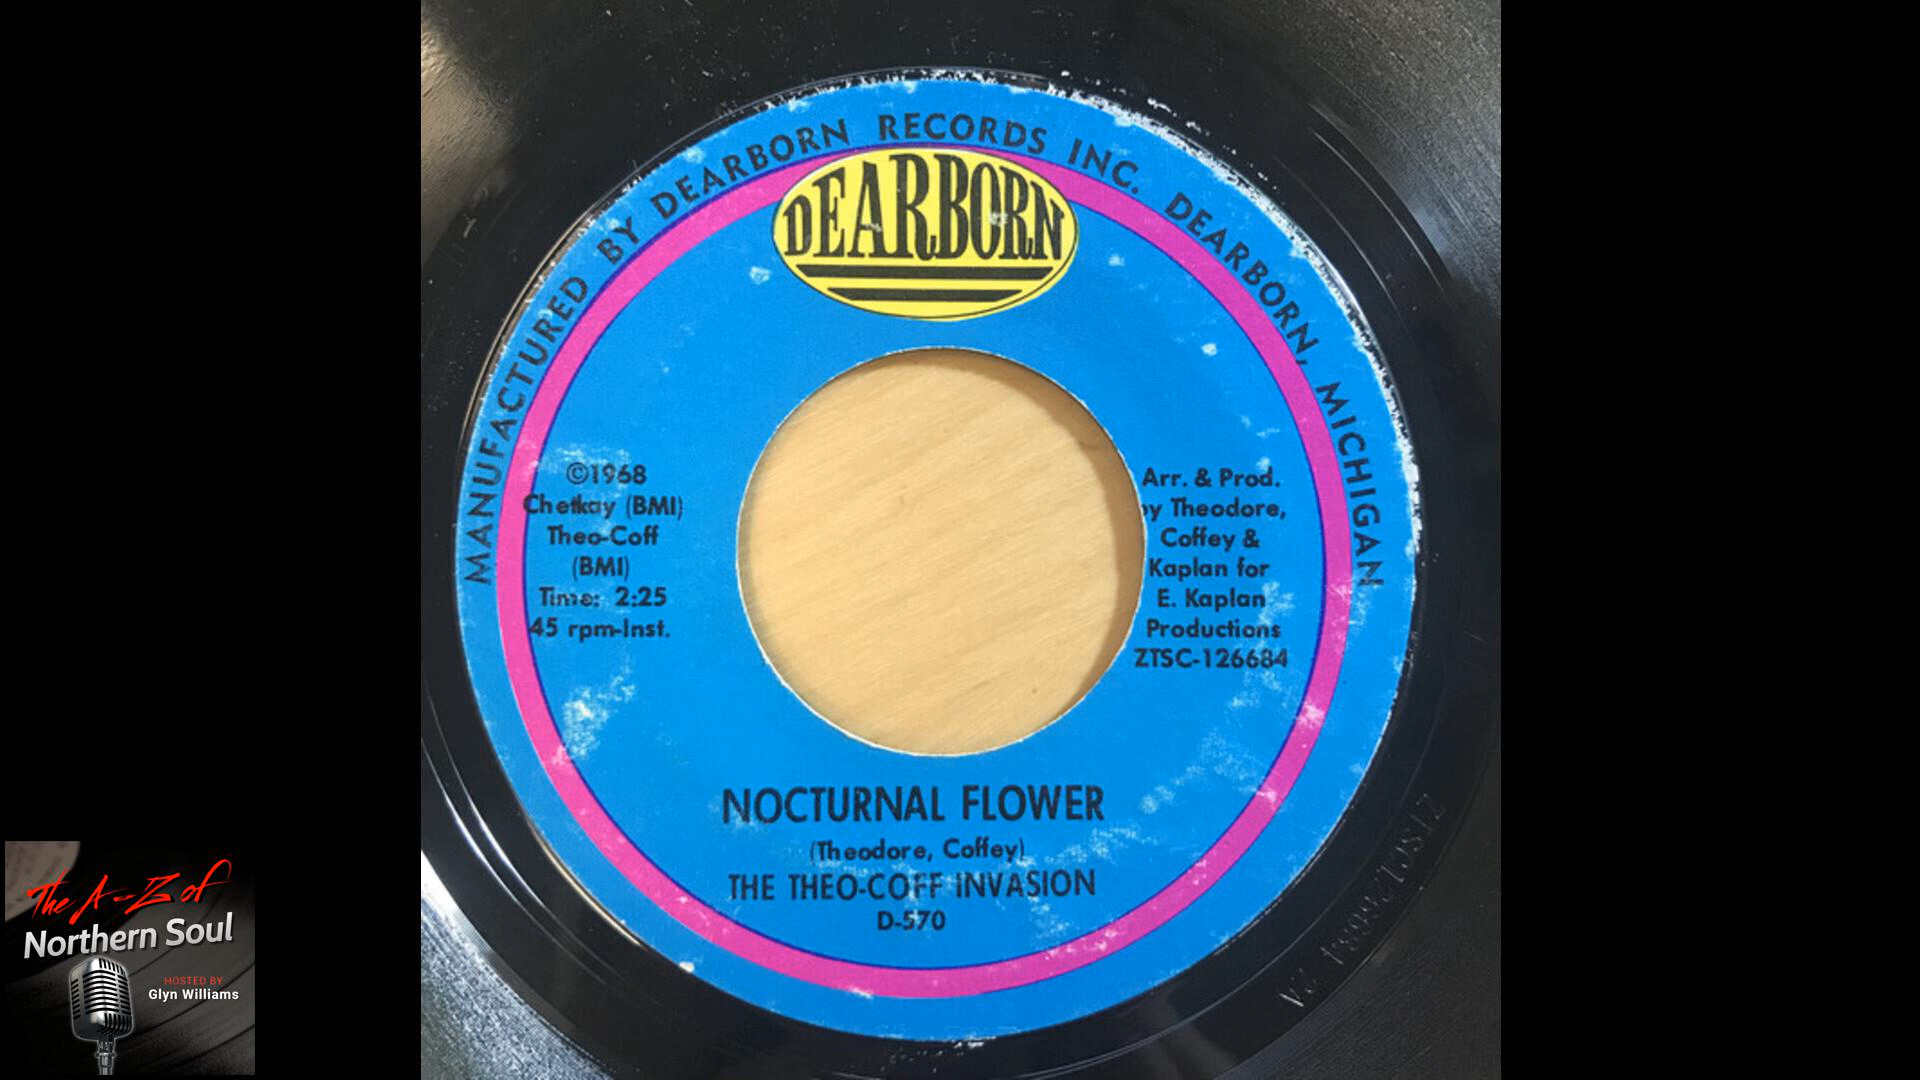 MANUFACTURED BY DEARBORN RECORDS INC. DEARBORN, MICHIGAN
DEARBORN
©1968
Chetkay (BMI)
Theo-Coff
(BMI)
Time: 2:25
45 rpm-Inst.
Arr. & Prod.
by Theodore,
Coffey &
Kaplan for
E. Kaplan
Productions
ZTSC-126684
NOCTURNAL FLOWER
(Theodore, Coffey)
THE THEO-COFF INVASION
D-570
The A-Z of
Northern Soul
HOSTED BY
Glyn Williams